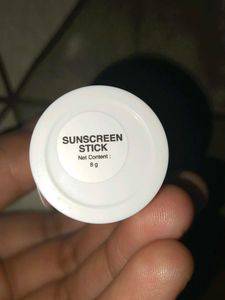 SUNSCREEN
STICK
Net Content :
8 g